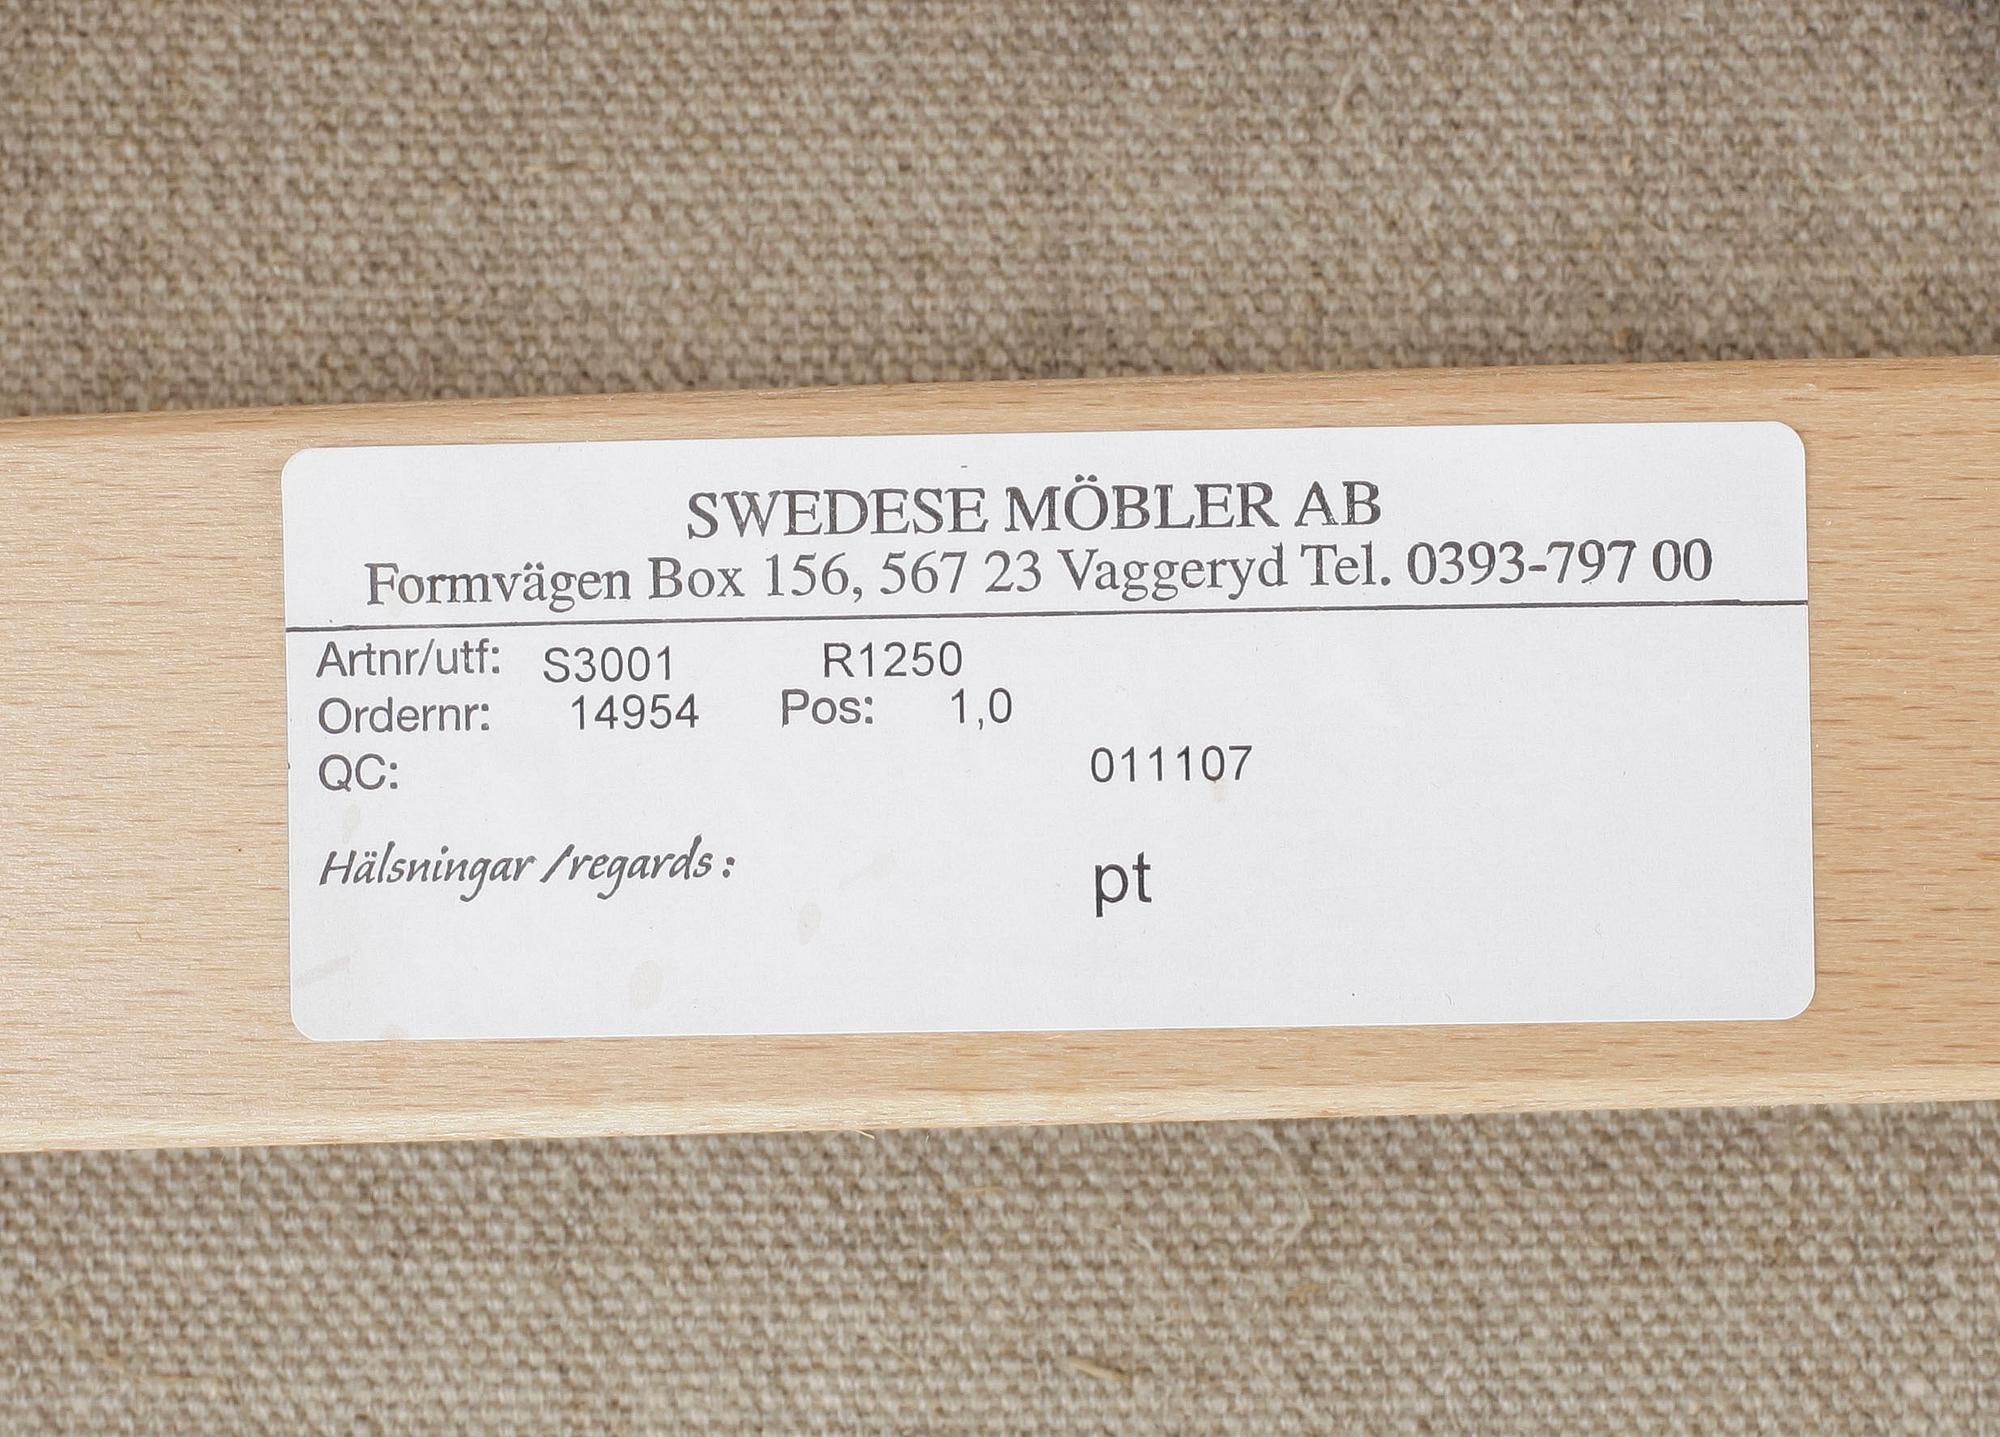 SWEDESE MÖBLER AB
Formvägen Box 156, 567 23 Vaggeryd Tel. 0393-797 00
Artnr/utf: S3001 R1250
Ordernr: 14954 Pos: 1,0
QC: 011107
Hälsningar /regards: pt